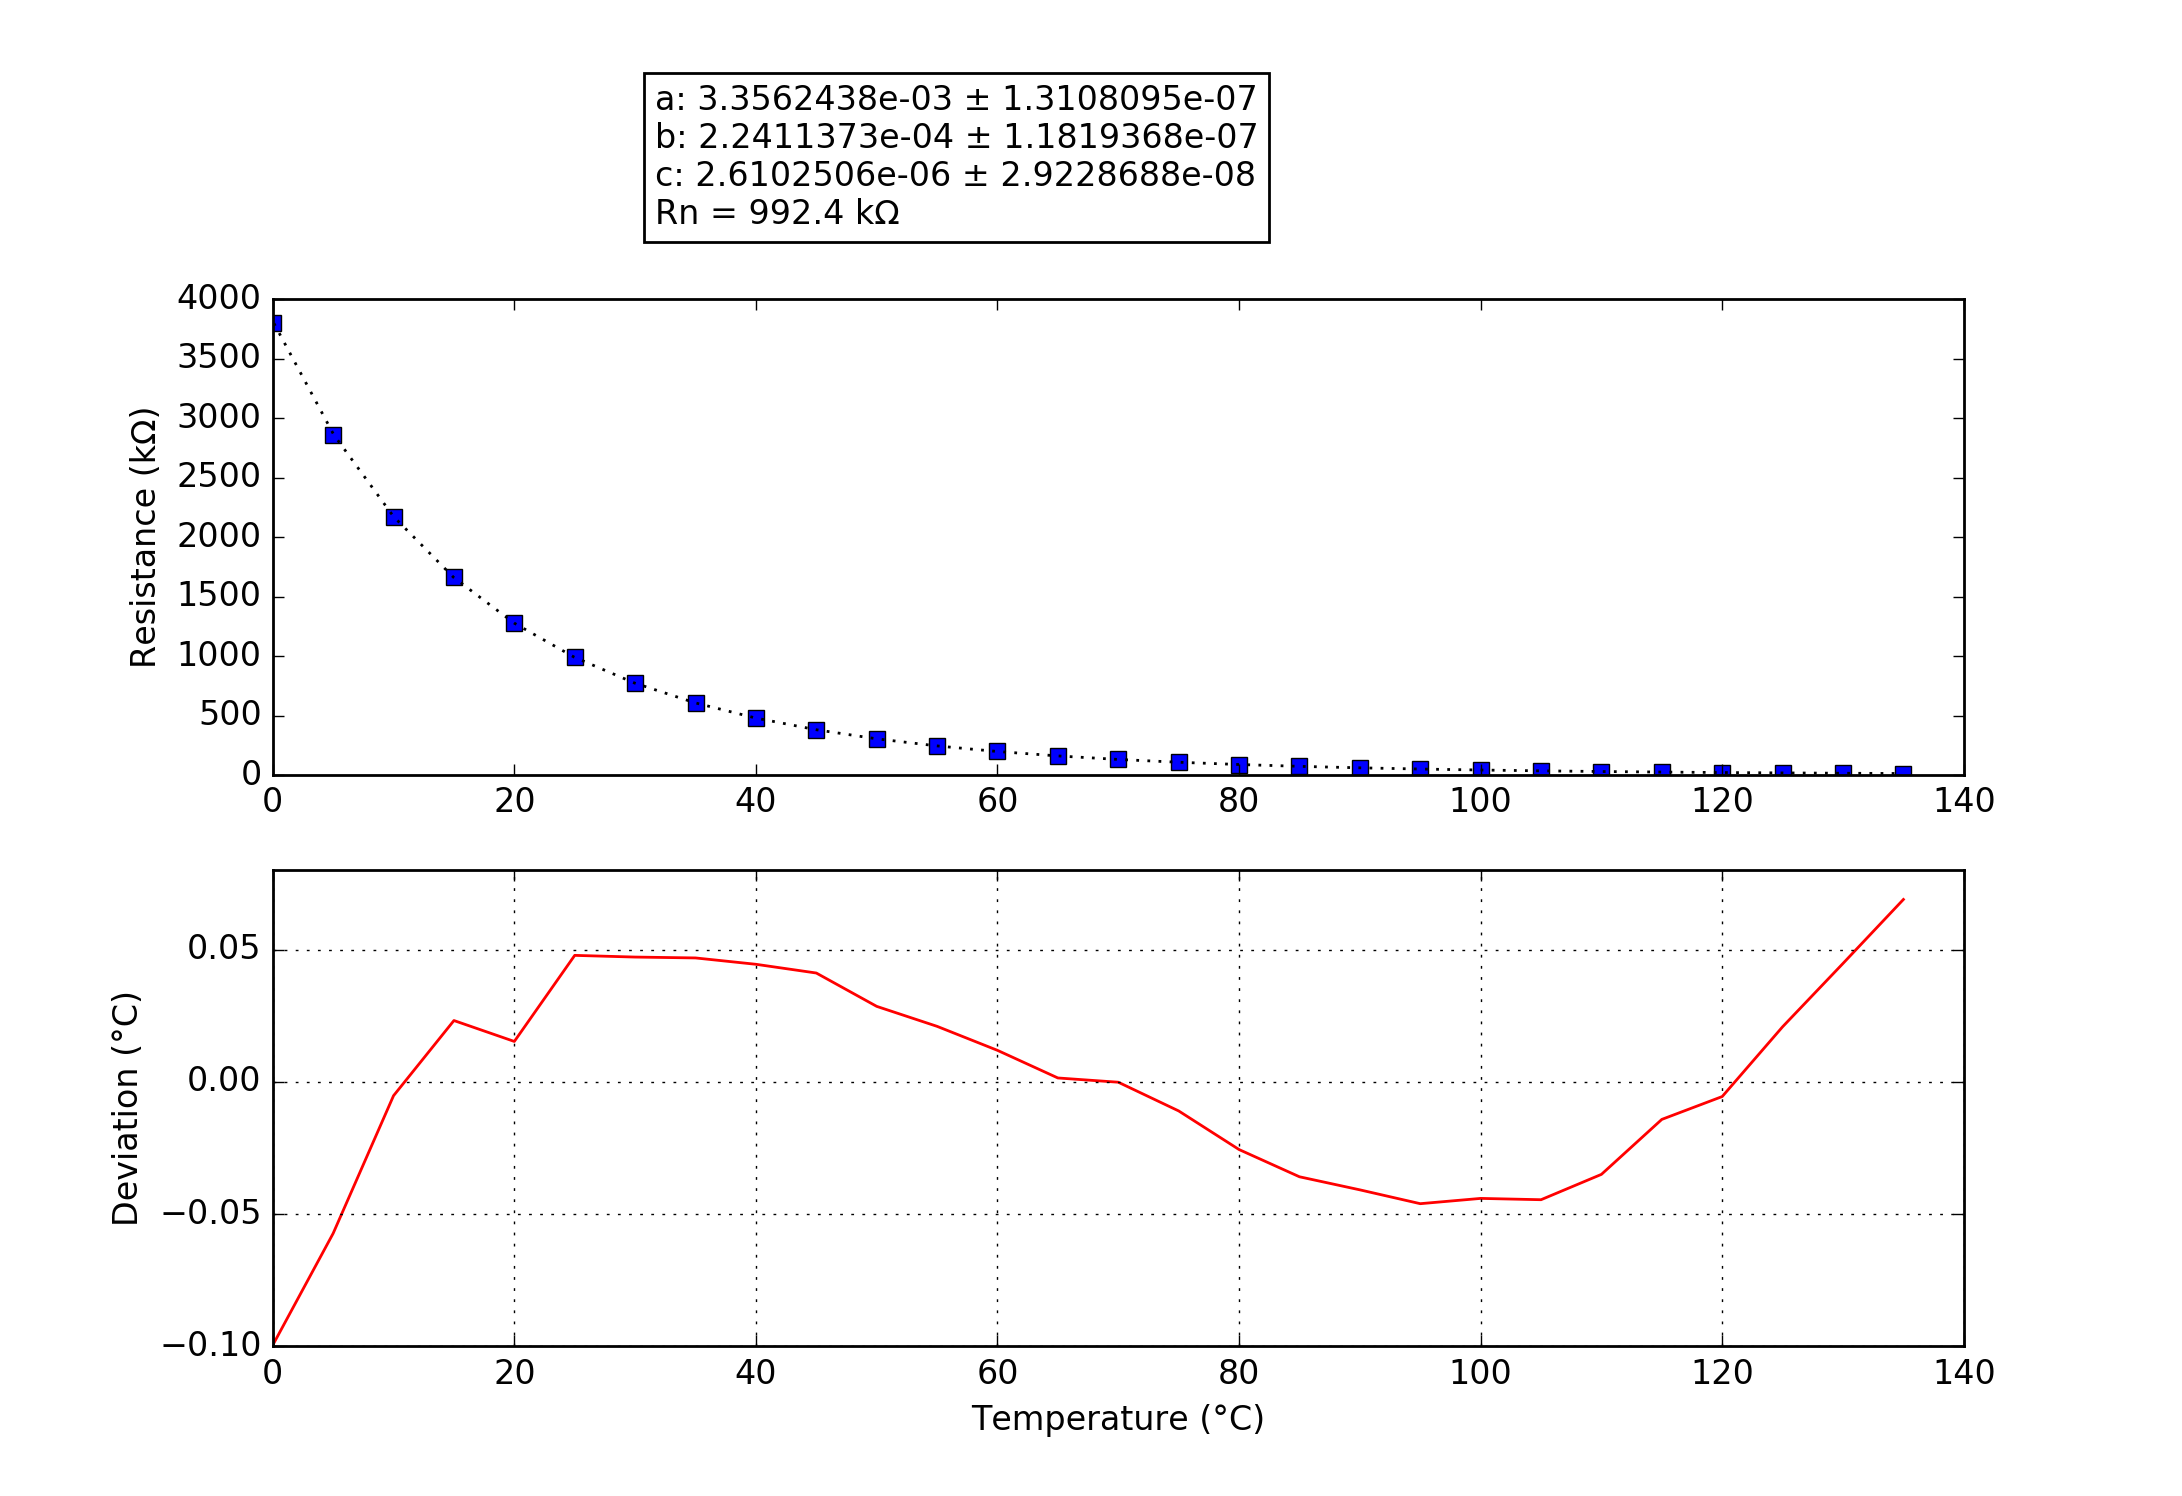 a: 3.3562438e-03 ± 1.3108095e-07
b: 2.2411373e-04 ± 1.1819368e-07
c: 2.6102506e-06 ± 2.9228688e-08
Rn = 992.4 kΩ
Resistance (kΩ)
4000
3500
3000
2500
2000
1500
1000
500
0
0 20 40 60 80 100 120 140
Deviation (°C)
0.05
0.00
−0.05
−0.10
0 20 40 60 80 100 120 140
Temperature (°C)